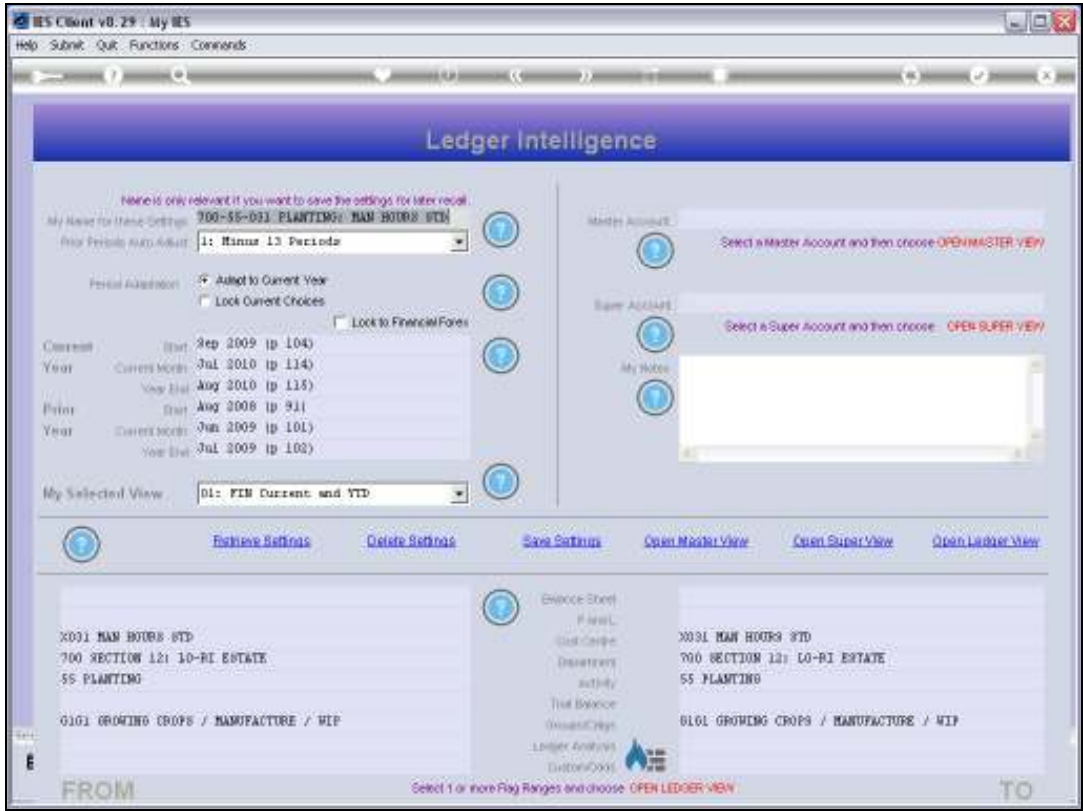 IES Client v8.29 : My IES
Help Submit Quit Functions Commands
Ledger Intelligence
Name is only relevant if you want to save the settings for later recall.
My Name for these Settings 700-55-031 PLANTING: MAN HOURS STD
Prior Periods Auto Adjust 1: Minus 13 Periods
Period Adaptation Adapt to Current Year
Lock Current Choices
Lock to Financial Forex
Current Start Sep 2009 (p 104)
Year Current Month Jul 2010 (p 114)
Year End Aug 2010 (p 115)
Prior Start Aug 2008 (p 91)
Year Current Month Jun 2009 (p 101)
Year End Jul 2009 (p 102)
My Selected View 01: FIN Current and YTD
Master Account
Select a Master Account and then choose OPEN MASTER VIEW
Super Account
Select a Super Account and then choose OPEN SUPER VIEW
My Notes
Retrieve Settings Delete Settings Save Settings Open Master View Open Super View Open Ledger View
Balance Sheet
P and L
X031 MAN HOURS STD Cost Centre X031 MAN HOURS STD
700 SECTION 12: LO-RI ESTATE Department 700 SECTION 12: LO-RI ESTATE
55 PLANTING Activity 55 PLANTING
Trial Balance
G101 GROWING CROPS / MANUFACTURE / WIP G101 GROWING CROPS / MANUFACTURE / WIP
Ledger Analysis
FROM Select 1 or more Flag Ranges and choose OPEN LEDGER VIEW TO